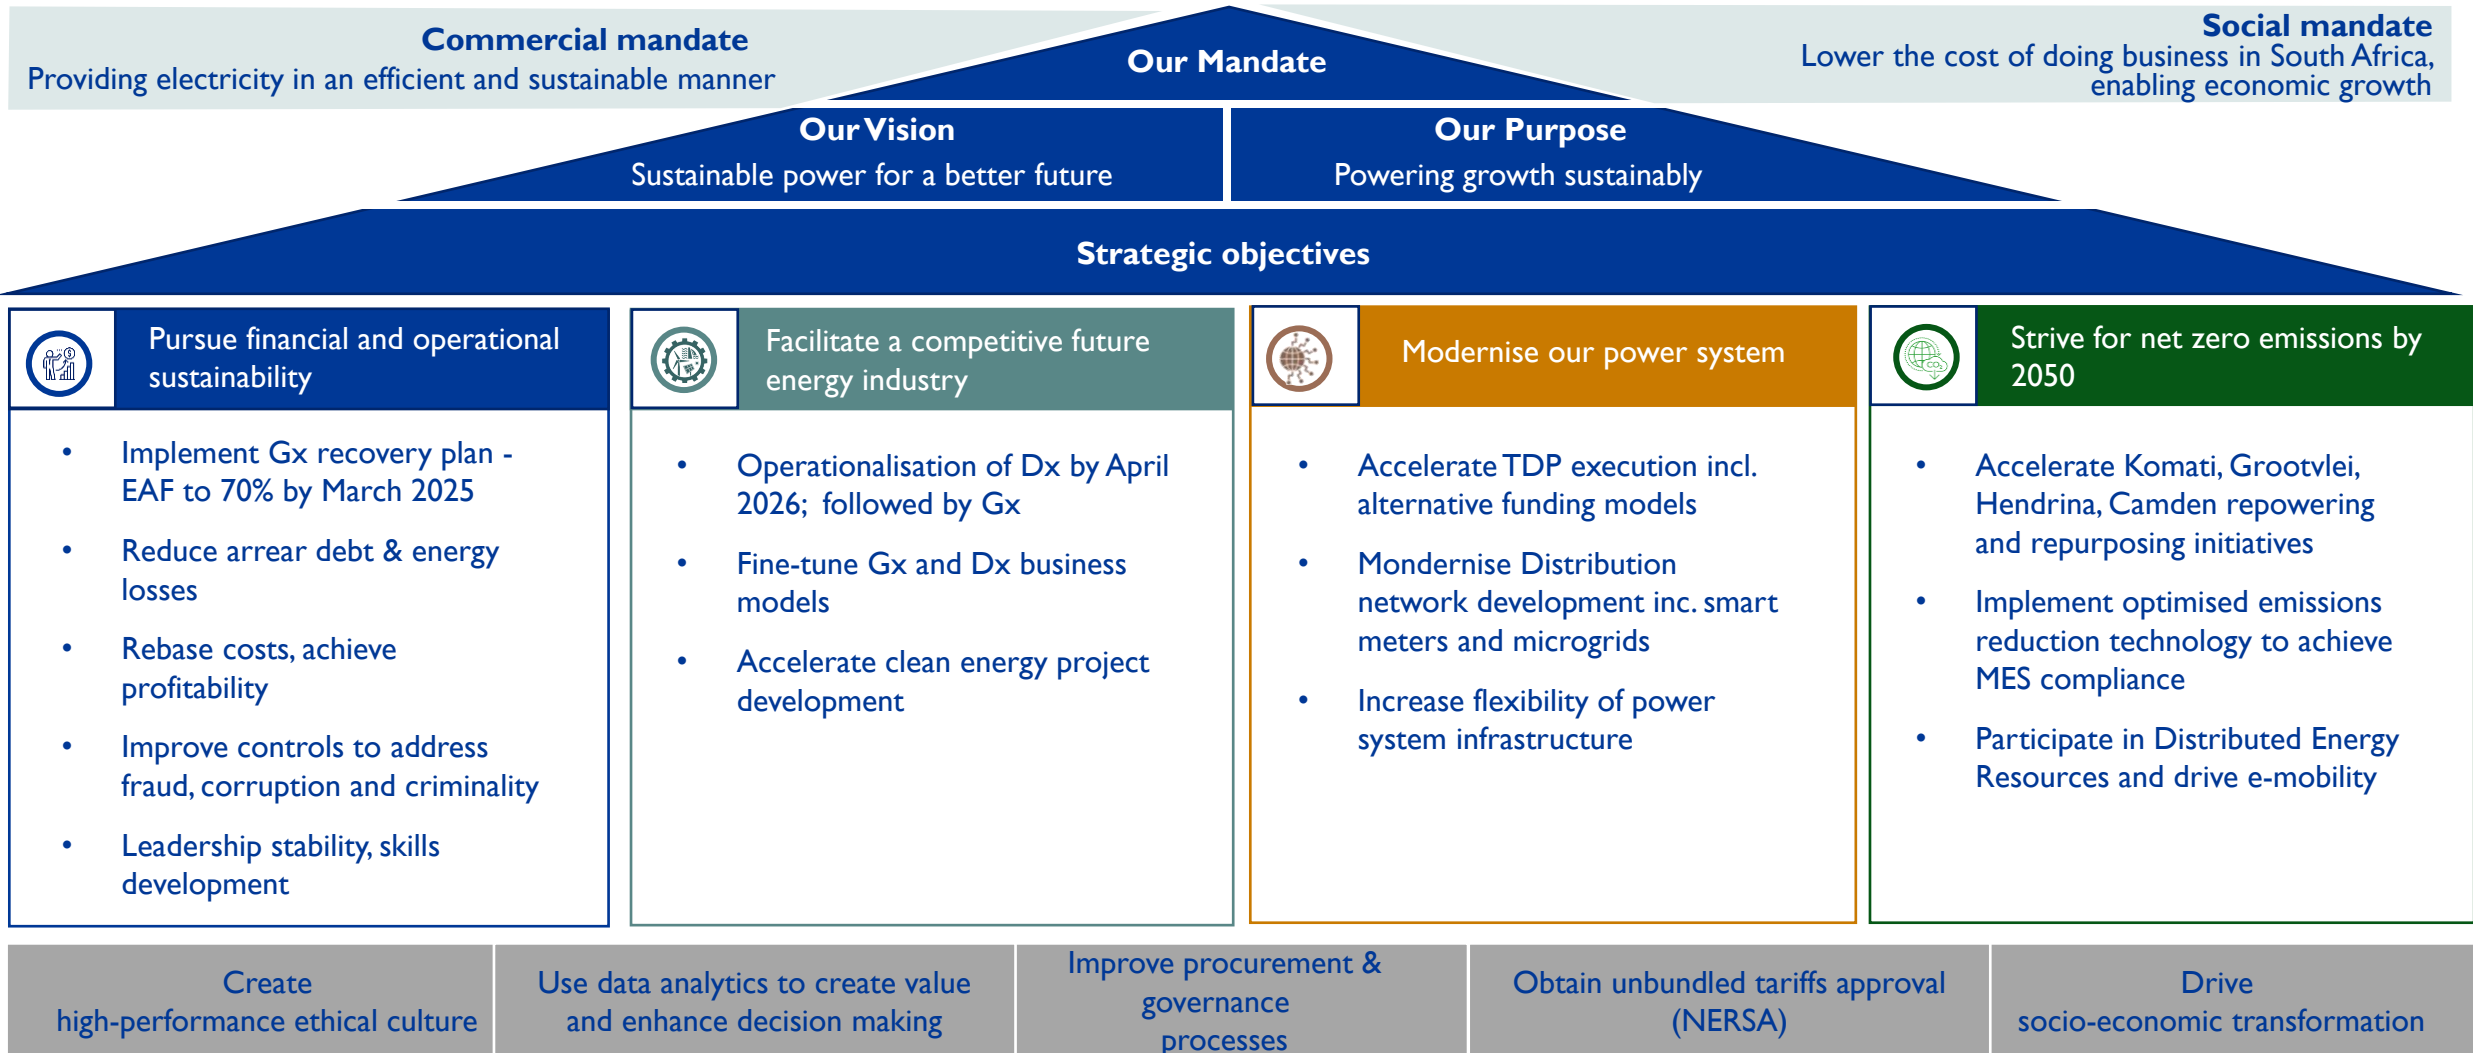 Commercial mandate
Providing electricity in an efficient and sustainable manner
Our Mandate
Social mandate
Lower the cost of doing business in South Africa,
enabling economic growth
Our Vision
Sustainable power for a better future
Our Purpose
Powering growth sustainably
Strategic objectives
Pursue financial and operational
sustainability
• Implement Gx recovery plan -
EAF to 70% by March 2025
• Reduce arrear debt & energy
losses
• Rebase costs, achieve
profitability
• Improve controls to address
fraud, corruption and criminality
• Leadership stability, skills
development
Facilitate a competitive future
energy industry
• Operationalisation of Dx by April
2026; followed by Gx
• Fine-tune Gx and Dx business
models
• Accelerate clean energy project
development
Modernise our power system
• Accelerate TDP execution incl.
alternative funding models
• Mondernise Distribution
network development inc. smart
meters and microgrids
• Increase flexibility of power
system infrastructure
CO₂
Strive for net zero emissions by
2050
• Accelerate Komati, Grootvlei,
Hendrina, Camden repowering
and repurposing initiatives
• Implement optimised emissions
reduction technology to achieve
MES compliance
• Participate in Distributed Energy
Resources and drive e-mobility
Create
high-performance ethical culture
Use data analytics to create value
and enhance decision making
Improve procurement &
governance
processes
Obtain unbundled tariffs approval
(NERSA)
Drive
socio-economic transformation